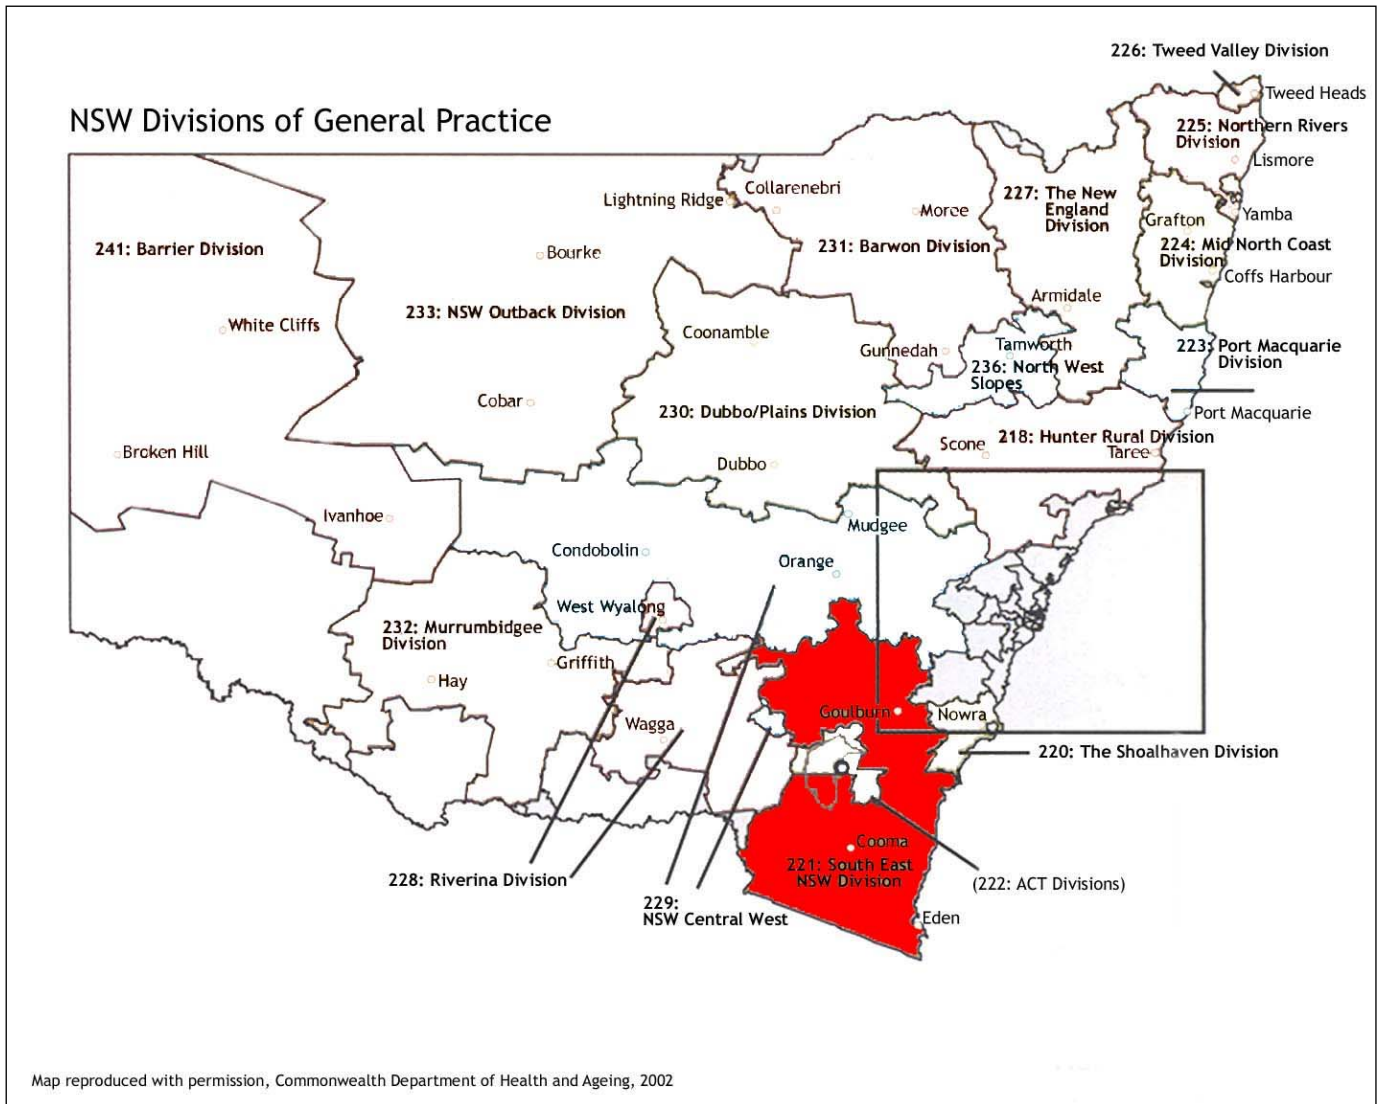 226: Tweed Valley Division
Tweed Heads
NSW Divisions of General Practice
225: Northern Rivers
Division
Lismore
Collarenebri
227: The New
England
Division
Lightning Ridge
Moree
Yamba
Grafton
241: Barrier Division
Bourke
231: Barwon Division
224: Mid North Coast
Division
Coffs Harbour
Armidale
233: NSW Outback Division
White Cliffs
Coonamble
Gunnedah
Tamworth
223: Port Macquarie
Division
236: North West
Slopes
Cobar
230: Dubbo/Plains Division
Port Macquarie
Broken Hill
Scone
218: Hunter Rural Division
Taree
Dubbo
Ivanhoe
Mudgee
Condobolin
Orange
West Wyalong
232: Murrumbidgee
Division
Griffith
Hay
Goulburn
Nowra
Wagga
220: The Shoalhaven Division
Cooma
221: South East
NSW Division
228: Riverina Division
(222: ACT Divisions)
229:
NSW Central West
Eden
Map reproduced with permission, Commonwealth Department of Health and Ageing, 2002